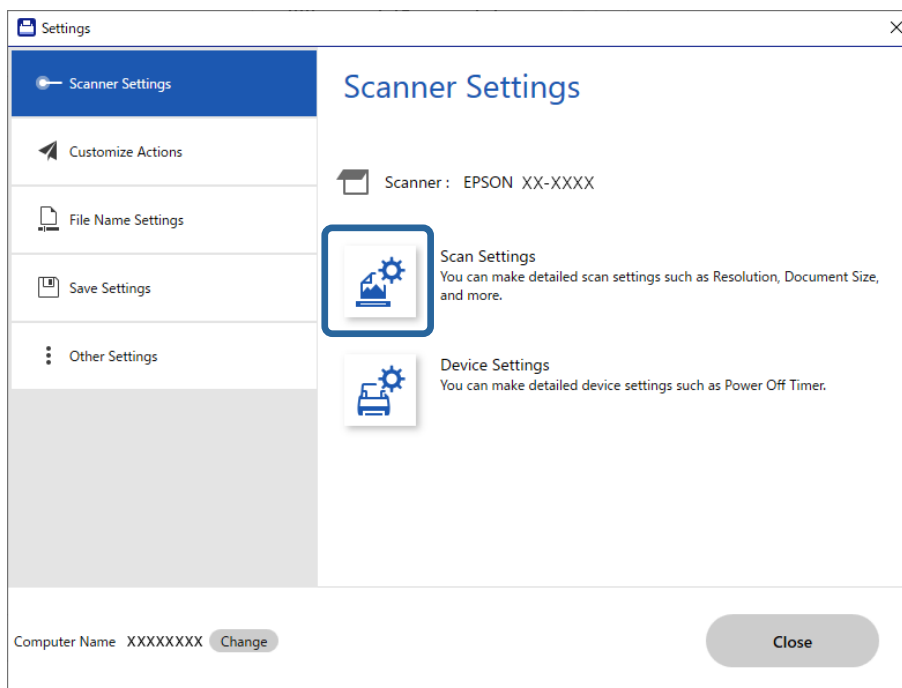 Settings
Scanner Settings
Customize Actions
File Name Settings
Save Settings
Other Settings
Scanner Settings
Scanner : EPSON XX-XXXX
Scan Settings
You can make detailed scan settings such as Resolution, Document Size,
and more.
Device Settings
You can make detailed device settings such as Power Off Timer.
Computer Name XXXXXXXX Change
Close